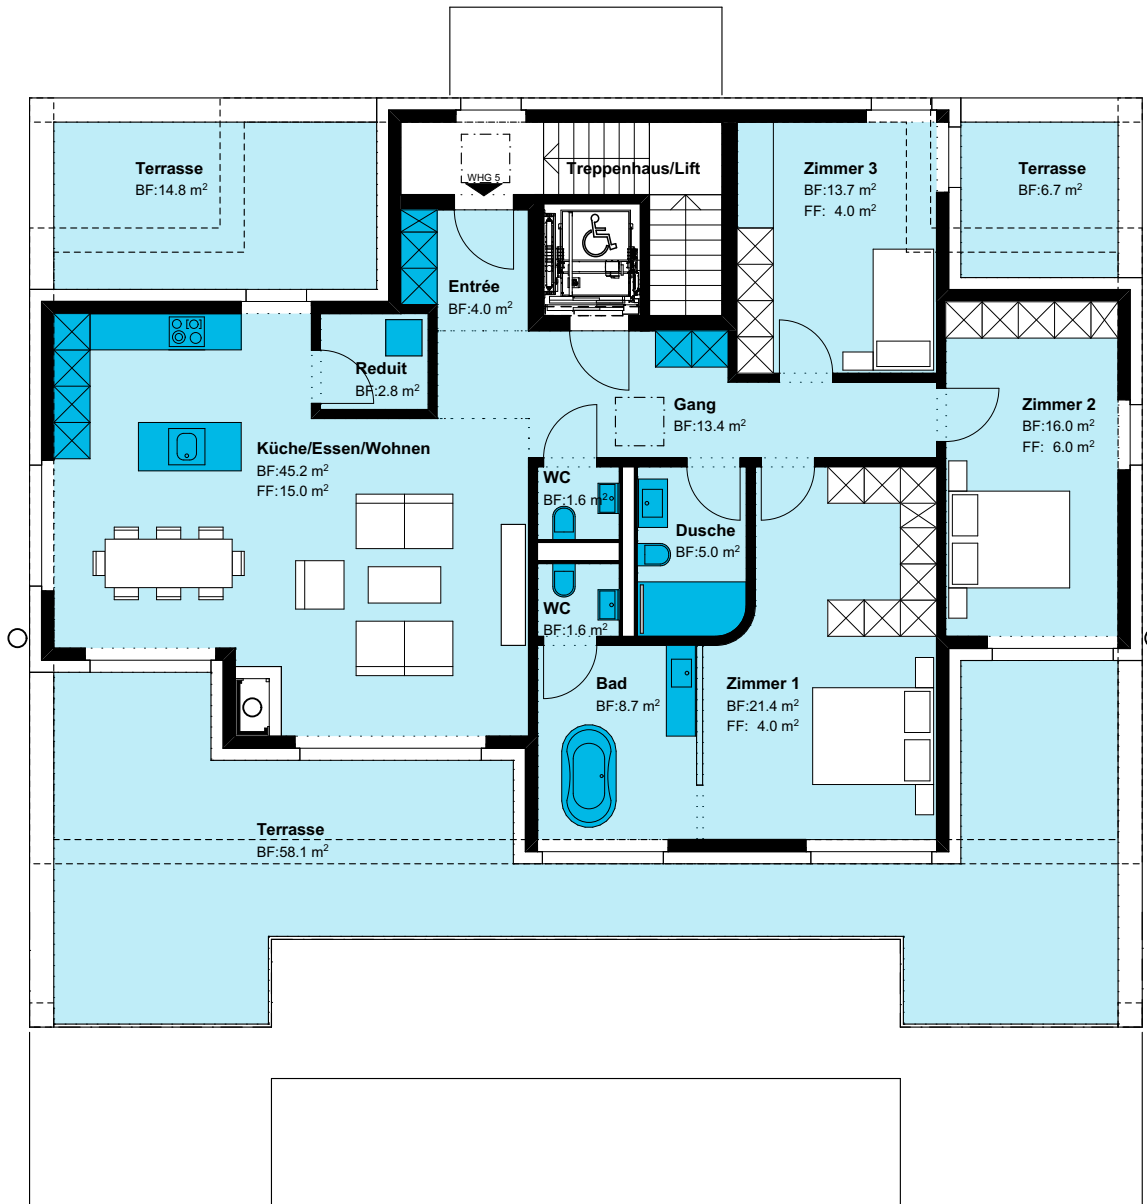 Terrasse
BF:14.8 m²
WHG 5
Treppenhaus/Lift
Zimmer 3
BF:13.7 m²
FF: 4.0 m²
Terrasse
BF:6.7 m²
Entrée
BF:4.0 m²
Reduit
BF:2.8 m²
Gang
BF:13.4 m²
Zimmer 2
BF:16.0 m²
FF: 6.0 m²
Küche/Essen/Wohnen
BF:45.2 m²
FF:15.0 m²
WC
BF:1.6 m²
Dusche
BF:5.0 m²
WC
BF:1.6 m²
Bad
BF:8.7 m²
Zimmer 1
BF:21.4 m²
FF: 4.0 m²
Terrasse
BF:58.1 m²